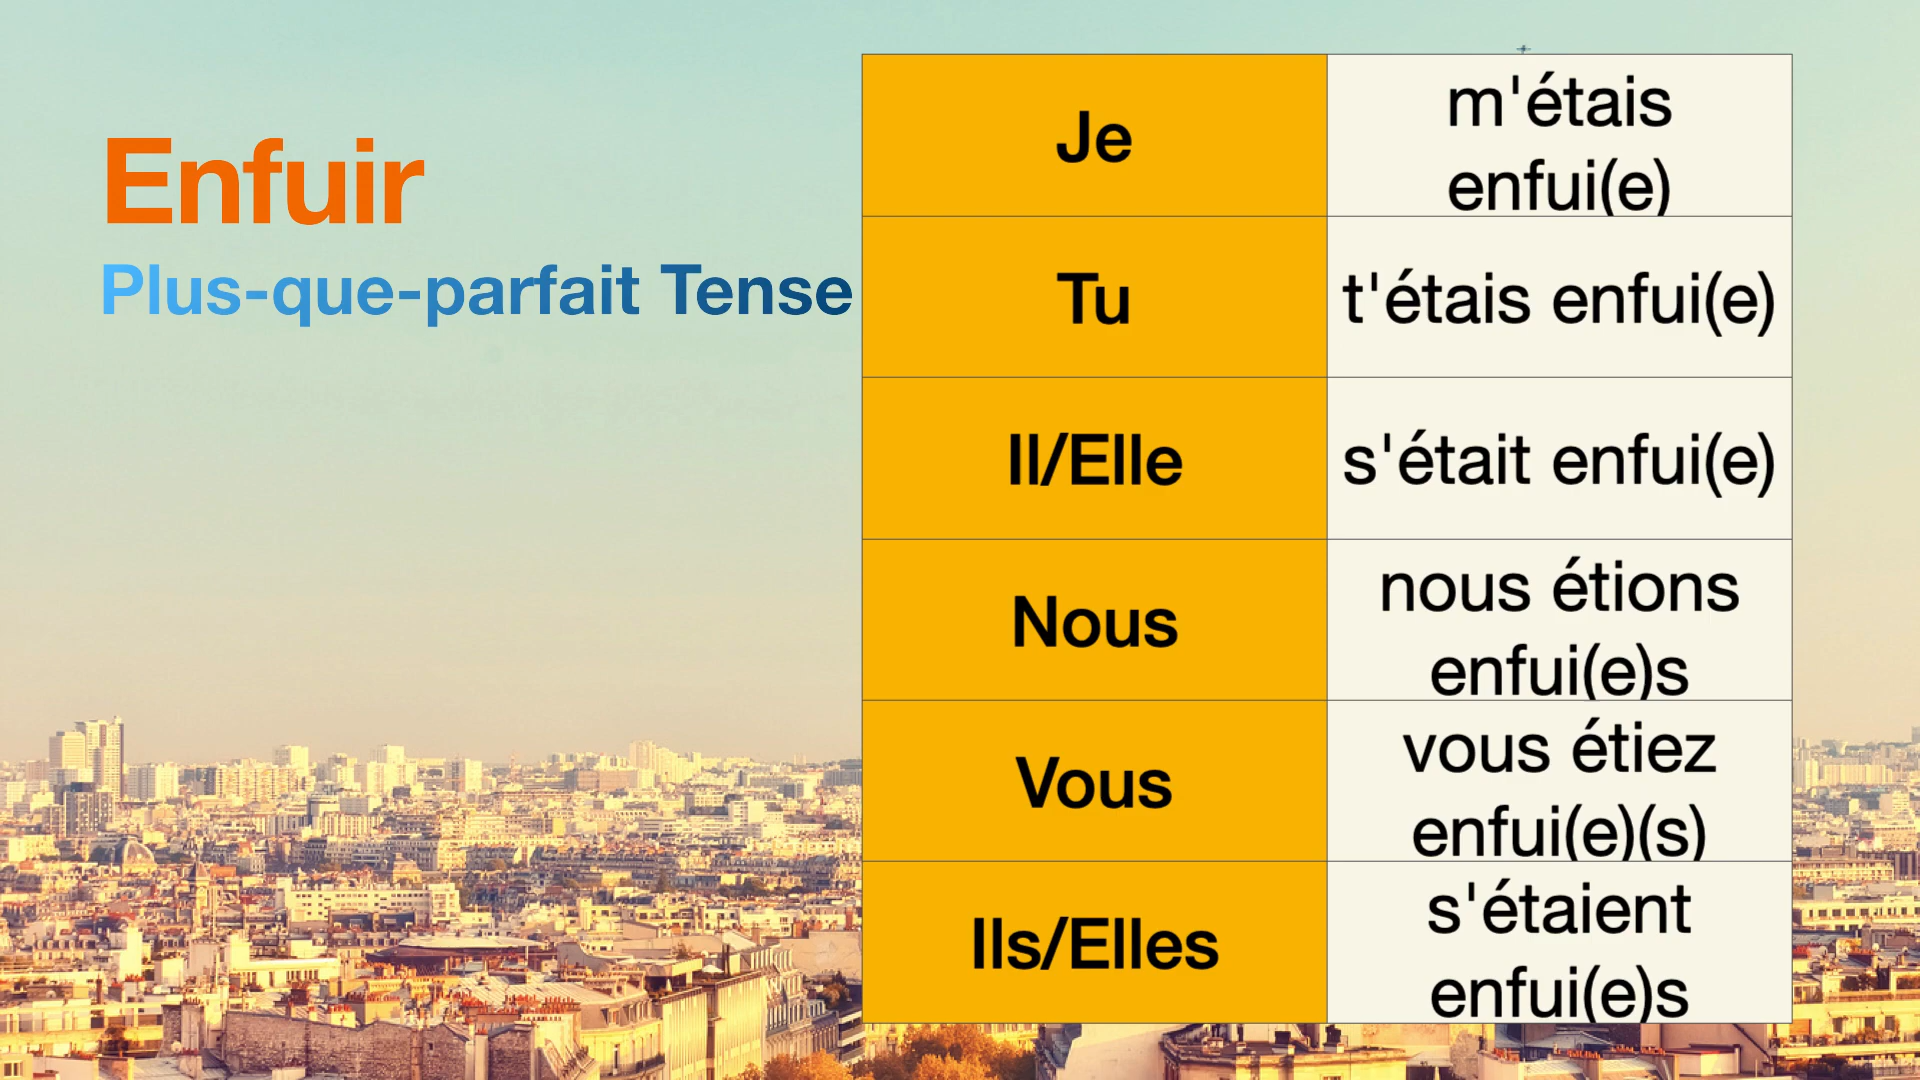 Enfuir
Plus-que-parfait Tense
Je
m'étais
enfui(e)
Tu
t'étais enfui(e)
Il/Elle
s'était enfui(e)
Nous
nous étions
enfui(e)s
Vous
vous étiez
enfui(e)(s)
Ils/Elles
s'étaient
enfui(e)s